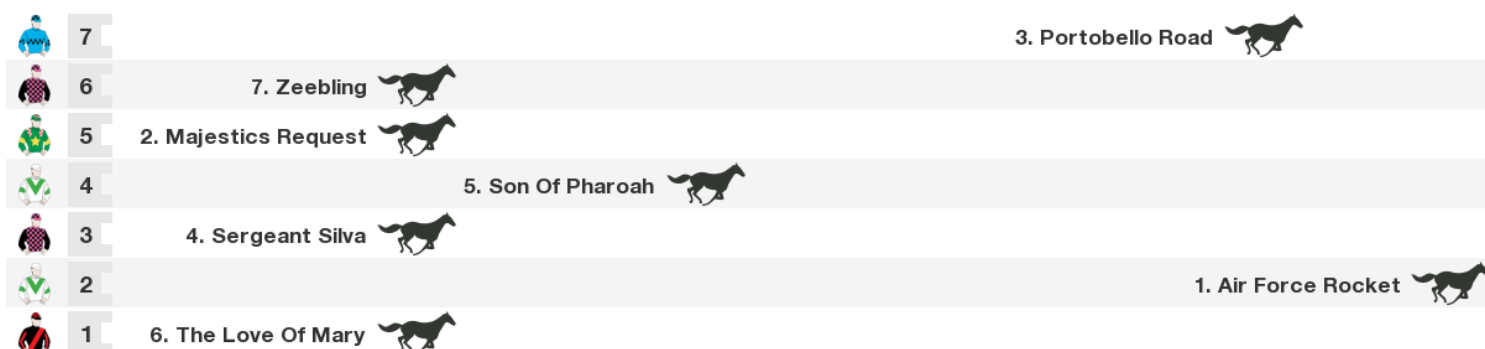 7 3. Portobello Road
6 7. Zeebling
5 2. Majestics Request
4 5. Son Of Pharoah
3 4. Sergeant Silva
2 1. Air Force Rocket
1 6. The Love Of Mary